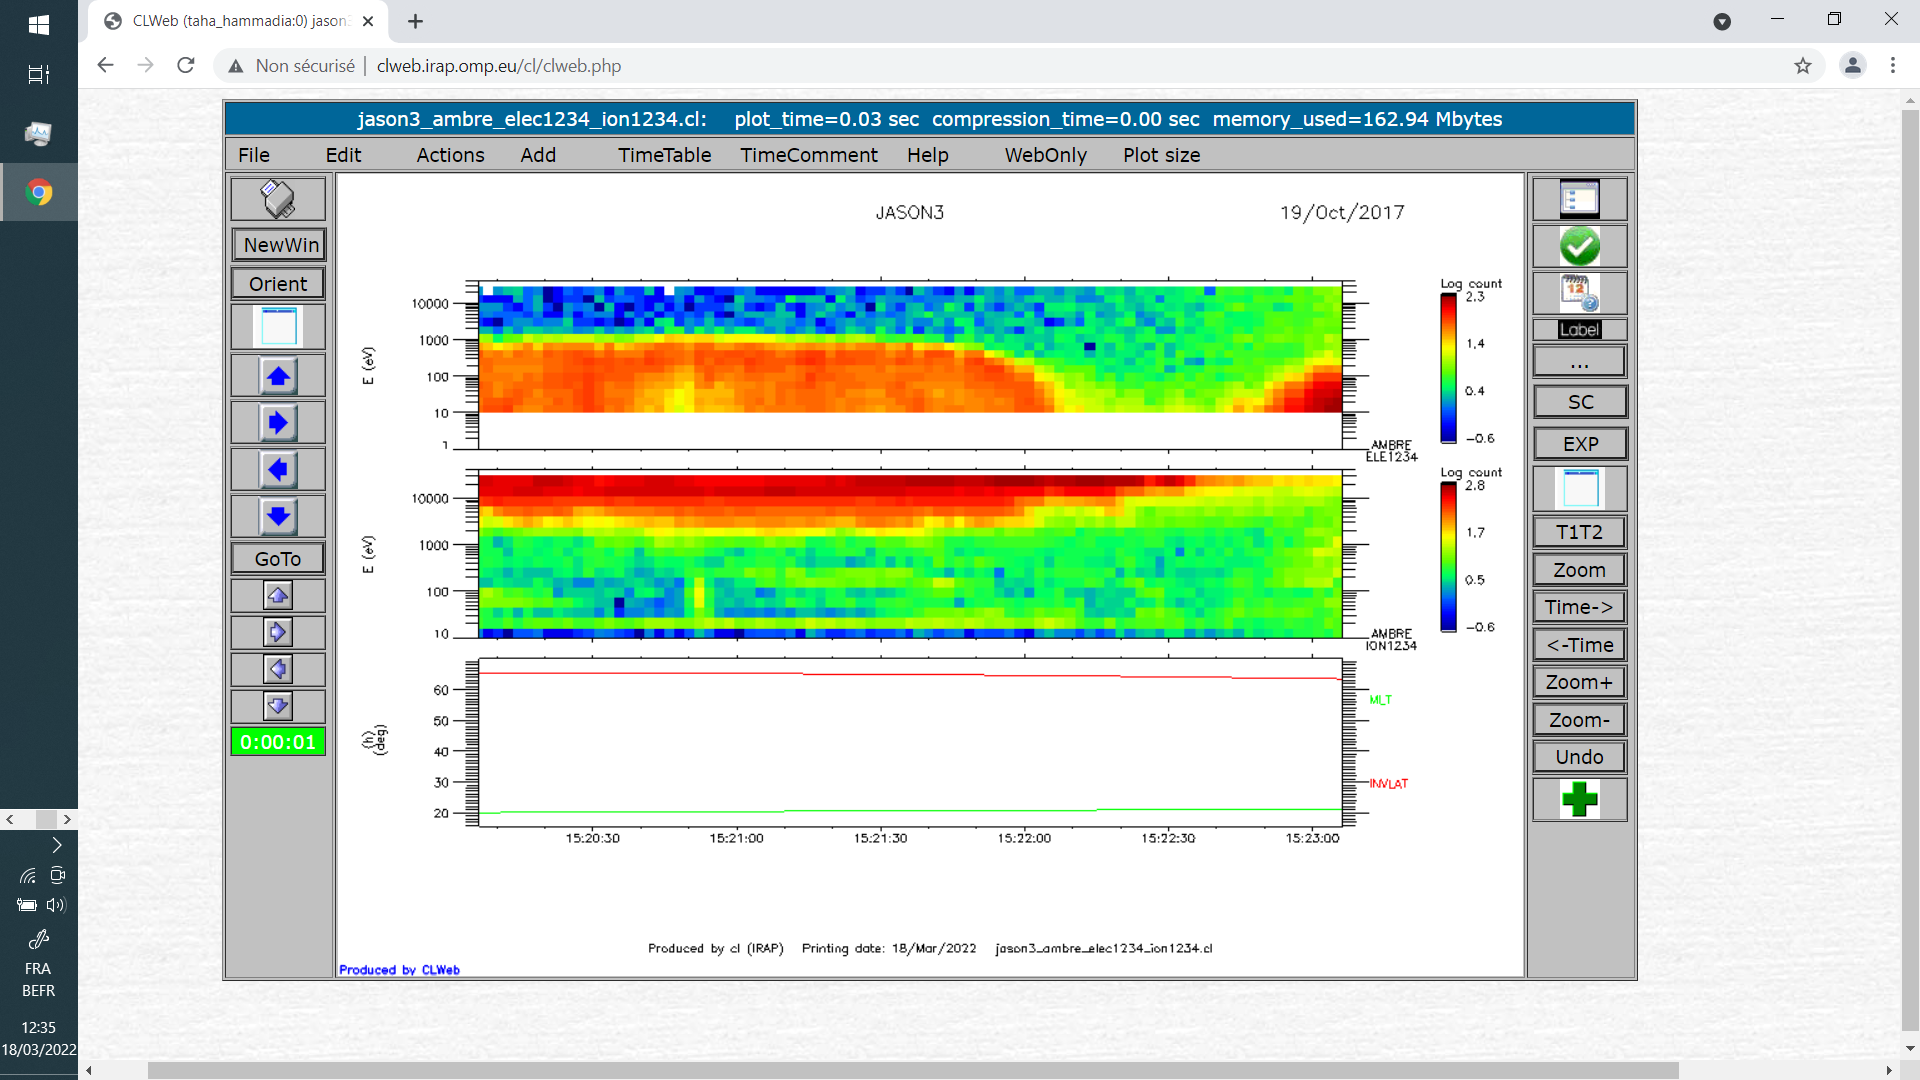 CLWeb (taha_hammadia:0) jason3
Non sécurisé | clweb.irap.omp.eu/cl/clweb.php
jason3_ambre_elec1234_ion1234.cl: plot_time=0.03 sec compression_time=0.00 sec memory_used=162.94 Mbytes
File Edit Actions Add TimeTable TimeComment Help WebOnly Plot size
NewWin
Orient
GoTo
0:00:01
JASON3
19/Oct/2017
10000
1000
100
10
1
E (eV)
Log count
2.3
1.4
0.4
-0.6
AMBRE
ELE1234
10000
1000
100
10
E (eV)
Log count
2.8
1.7
0.5
-0.6
AMBRE
ION1234
60
50
40
30
20
(h)
(deg)
MLT
INVLAT
15:20:30 15:21:00 15:21:30 15:22:00 15:22:30 15:23:00
Produced by cl (IRAP) Printing date: 18/Mar/2022 jason3_ambre_elec1234_ion1234.cl
Produced by CLWeb
12
Label
...
SC
EXP
T1T2
Zoom
Time->
<-Time
Zoom+
Zoom-
Undo
FRA
BEFR
12:35
18/03/2022